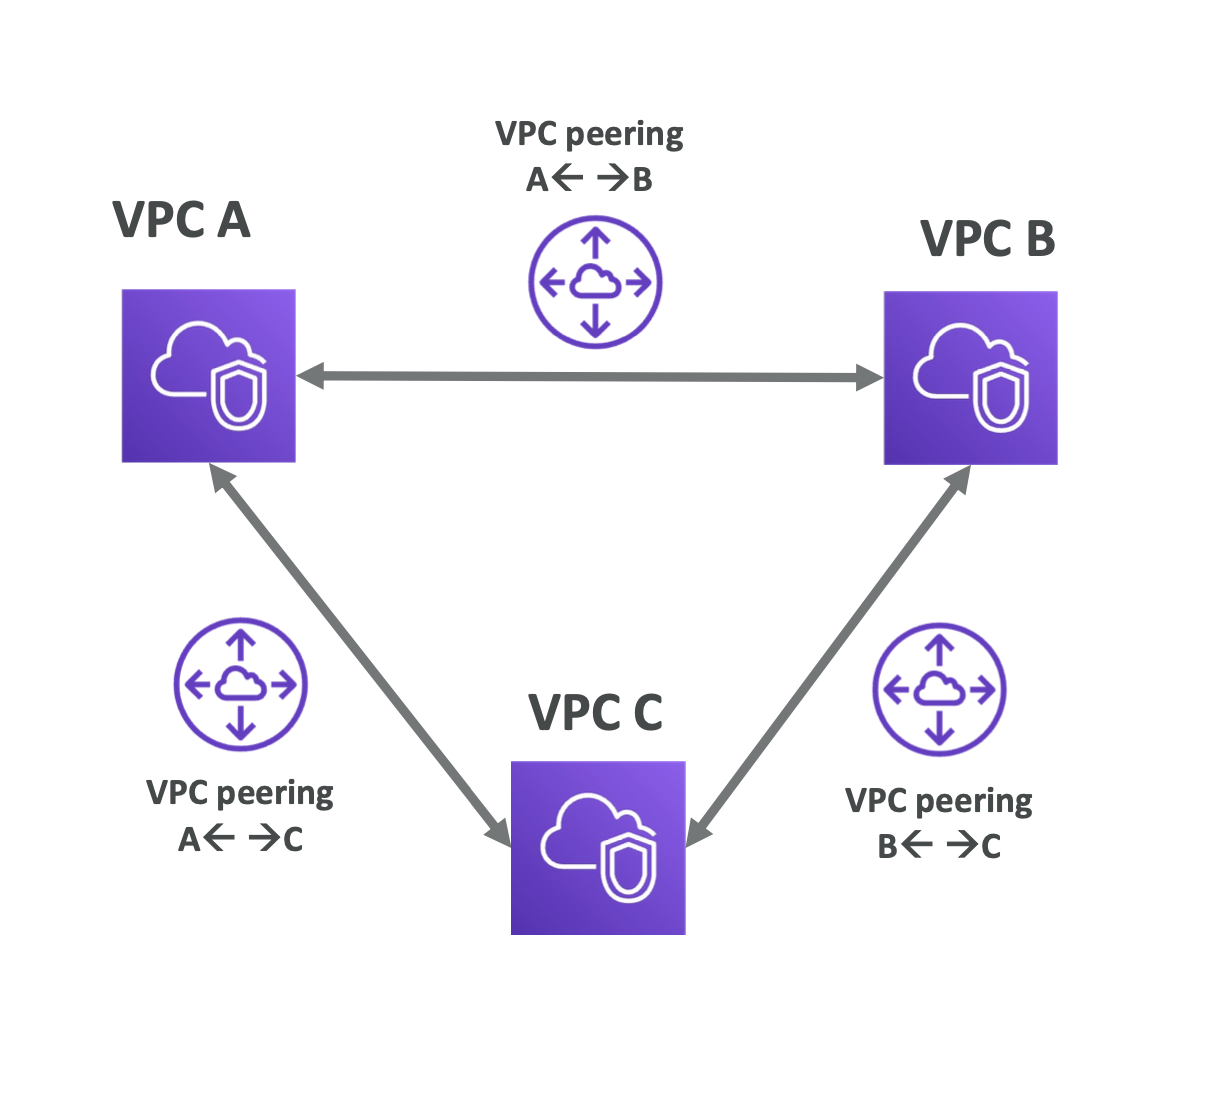 VPC peering
A← →B
VPC A
VPC B
VPC C
VPC peering
A← →C
VPC peering
B← →C